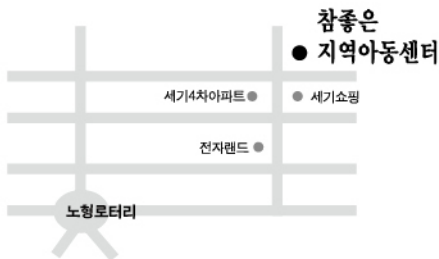 참좋은
지역아동센터
세기4차아파트
세기쇼핑
전자랜드
노형로터리